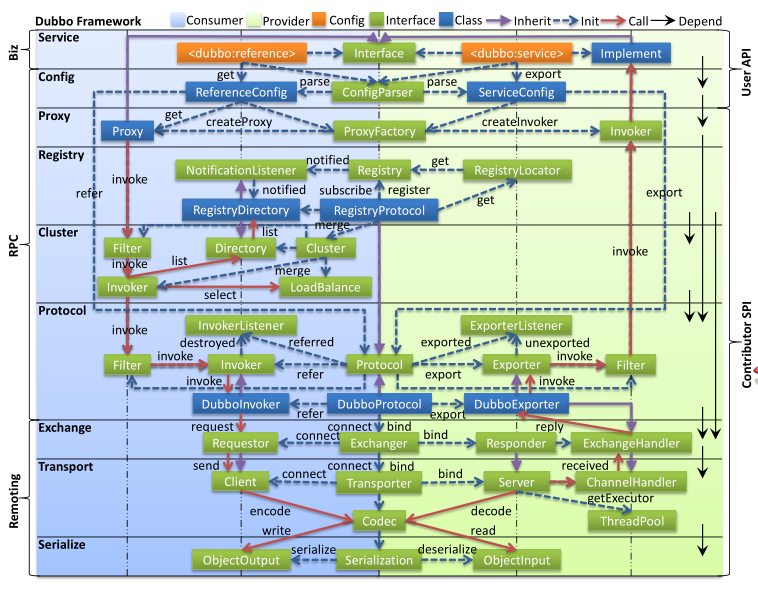 Dubbo Framework Consumer Provider Config Interface Class Inherit Init Call Depend
Service
<dubbo:reference> Interface <dubbo:service> Implement
Biz
User API
Config
get parse parse export
ReferenceConfig ConfigParser ServiceConfig
Proxy
get createProxy createInvoker
Proxy ProxyFactory Invoker
Registry
notified get
NotificationListener Registry RegistryLocator
refer invoke notified subscribe register get export
RegistryDirectory RegistryProtocol
RPC
Cluster
list merge
Filter Directory Cluster
invoke list merge invoke
Invoker select LoadBalance
Protocol
InvokerListener ExporterListener
invoke destroyed referred exported unexported
Filter invoke Invoker refer Protocol export Exporter invoke Filter
invoke invoke
DubboInvoker refer DubboProtocol export DubboExporter
Contributor SPI
Exchange
request connect bind reply
Requestor connect Exchanger bind Responder ExchangeHandler
Transport
send connect bind received
Client connect Transporter bind Server ChannelHandler
getExecutor
encode decode
Codec ThreadPool
write read
Remoting
Serialize
serialize deserialize
ObjectOutput Serialization ObjectInput